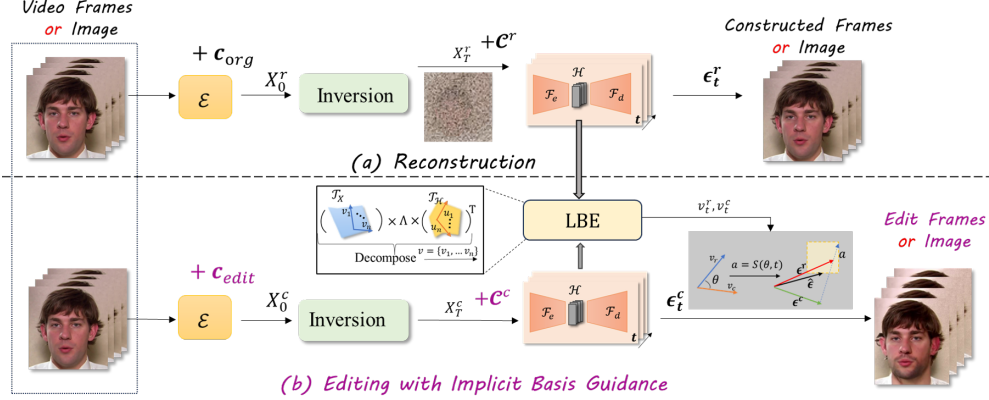 Video Frames
or Image
+ c_org
ℰ
X_0^r
Inversion
X_T^r
+𝒞^r
ℱ_e
ℋ
ℱ_d
t
ϵ_t^r
Constructed Frames
or Image
(a) Reconstruction
𝒯_X
v_1
v_n
× Λ ×
𝒯_ℋ
u_1
u_n
T
Decompose v = {v_1, … v_n}
LBE
v_t^r, v_t^c
v_r
θ
v_c
a = S(θ, t)
ϵ^r
ϵ̂
ϵ^c
a
Edit Frames
or Image
+ c_edit
ℰ
X_0^c
Inversion
X_T^c
+𝒞^c
ℱ_e
ℋ
ℱ_d
t
ϵ_t^c
(b) Editing with Implicit Basis Guidance